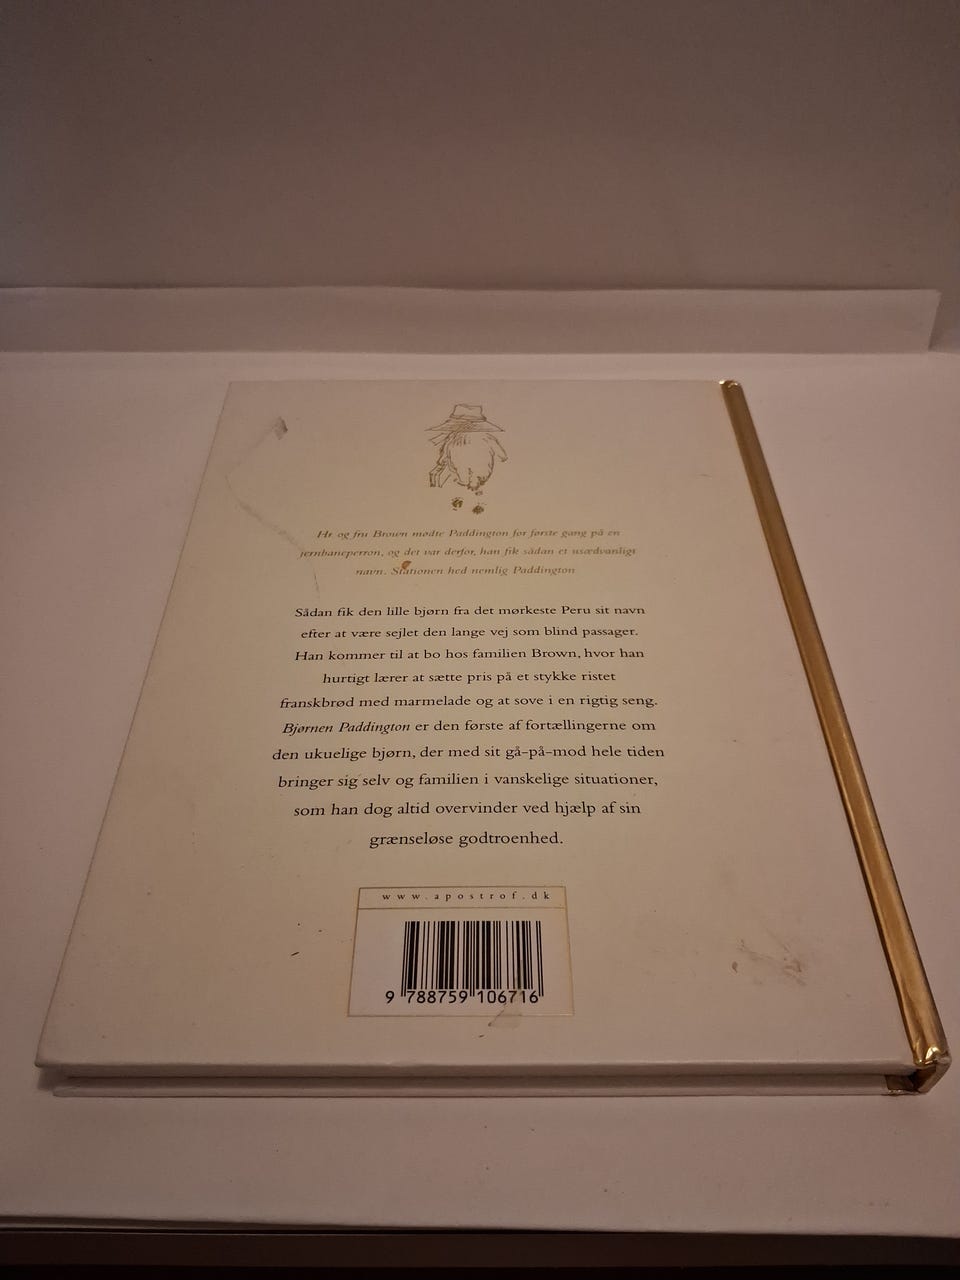 Hr. og fru Brown mødte Paddington for første gang på en
jernbaneperron, og det var derfor, han fik sådan et usædvanligt
navn. Stationen hed nemlig Paddington
Sådan fik den lille bjørn fra det mørkeste Peru sit navn
efter at være sejlet den lange vej som blind passager.
Han kommer til at bo hos familien Brown, hvor han
hurtigt lærer at sætte pris på et stykke ristet
franskbrød med marmelade og at sove i en rigtig seng.
Bjørnen Paddington er den første af fortællingerne om
den ukuelige bjørn, der med sit gå-på-mod hele tiden
bringer sig selv og familien i vanskelige situationer,
som han dog altid overvinder ved hjælp af sin
grænseløse godtroenhed.
www.apostrof.dk
9 788759 106716